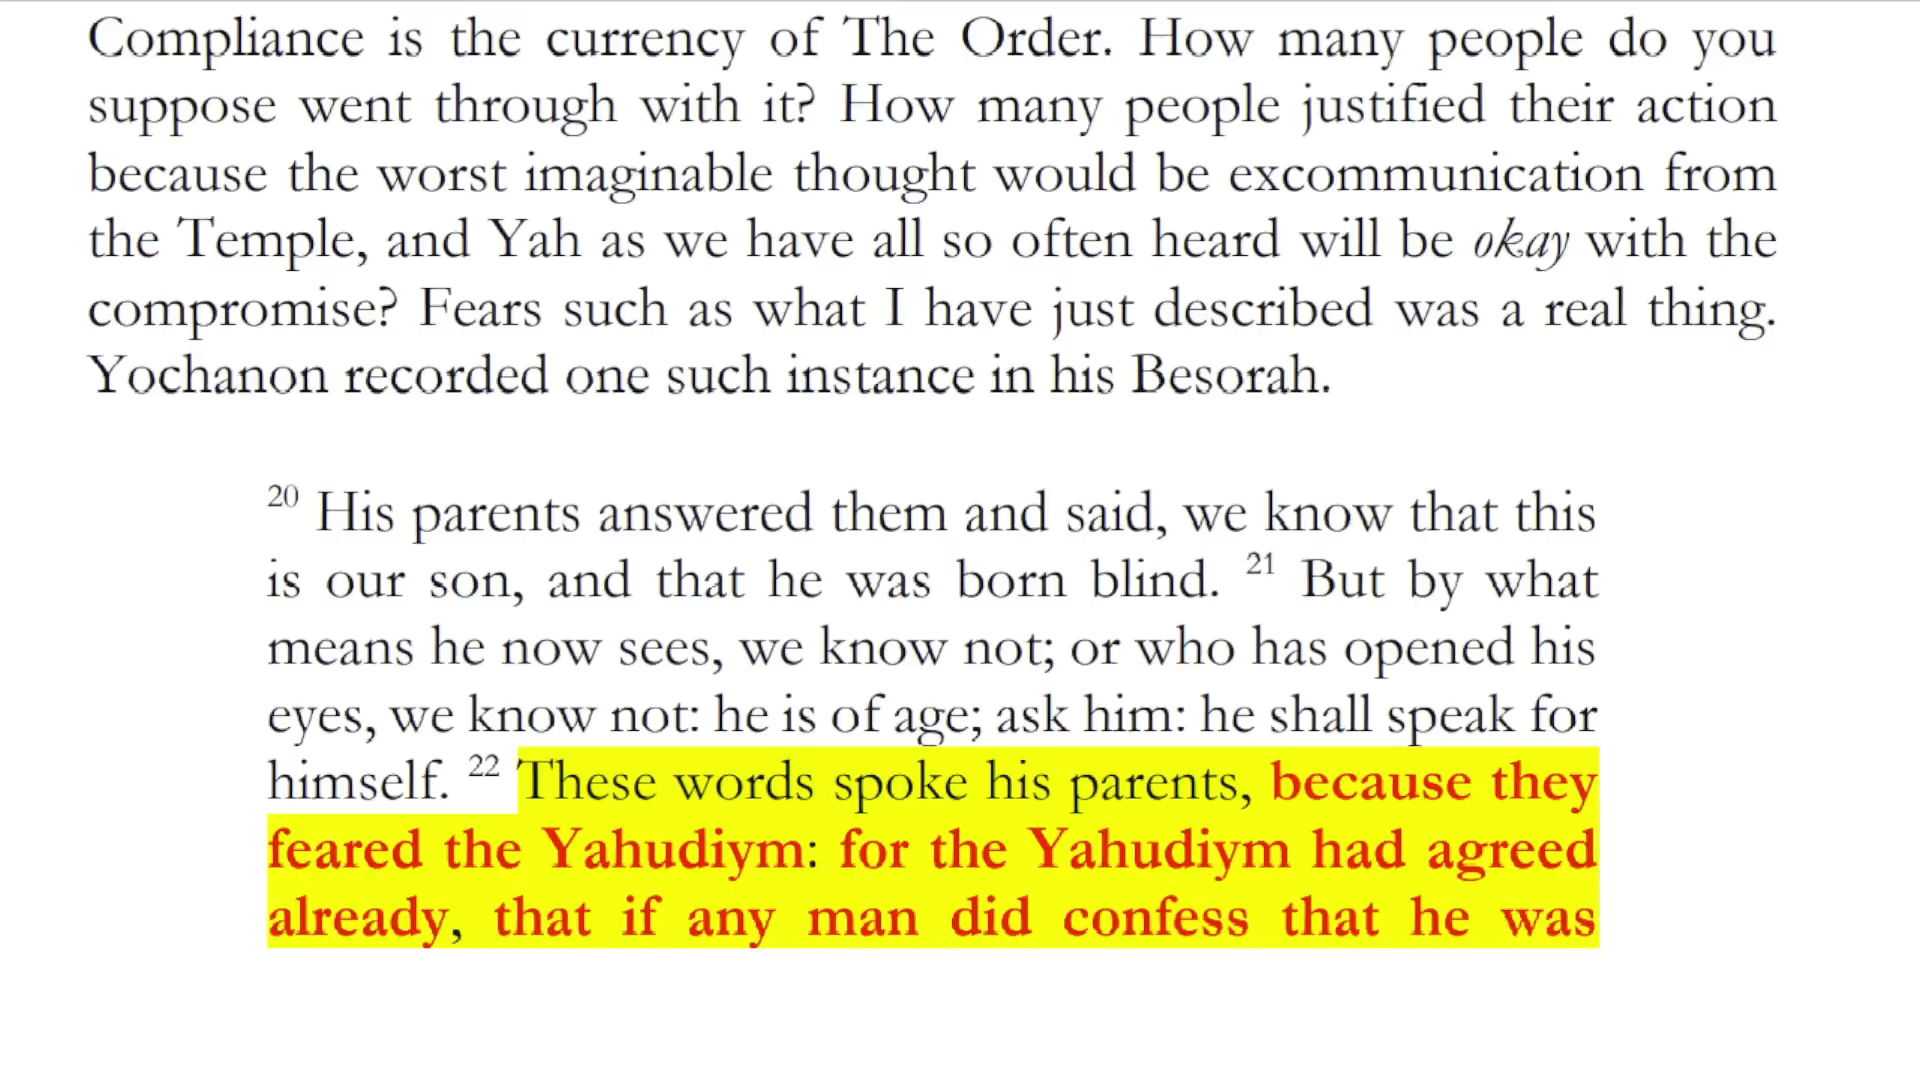 Compliance is the currency of The Order. How many people do you
suppose went through with it? How many people justified their action
because the worst imaginable thought would be excommunication from
the Temple, and Yah as we have all so often heard will be okay with the
compromise? Fears such as what I have just described was a real thing.
Yochanon recorded one such instance in his Besorah.
20 His parents answered them and said, we know that this
is our son, and that he was born blind. 21 But by what
means he now sees, we know not; or who has opened his
eyes, we know not: he is of age; ask him: he shall speak for
himself. 22 These words spoke his parents, because they
feared the Yahudiym: for the Yahudiym had agreed
already, that if any man did confess that he was